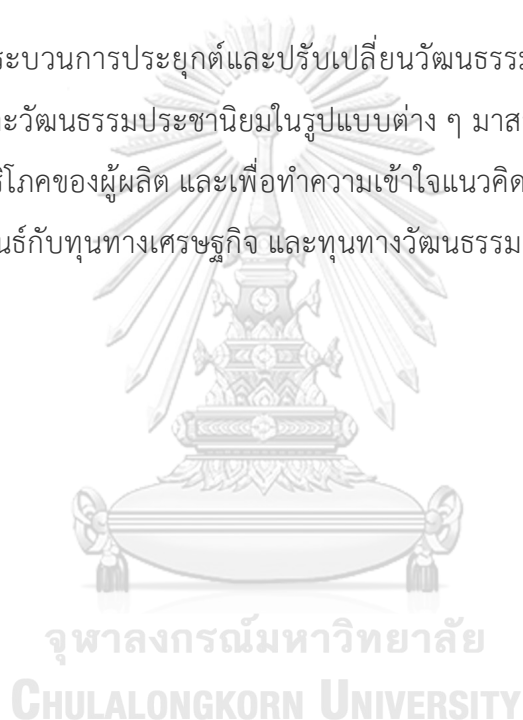 ระบวนการประยุกต์และปรับเปลี่ยนวัฒนธรรม
ะวัฒนธรรมประชานิยมในรูปแบบต่าง ๆ มาส
ริโภคของผู้ผลิต และเพื่อทำความเข้าใจแนวคิด
นธ์กับทุนทางเศรษฐกิจ และทุนทางวัฒนธรรม
จุฬาลงกรณ์มหาวิทยาลัย
CHULALONGKORN UNIVERSITY